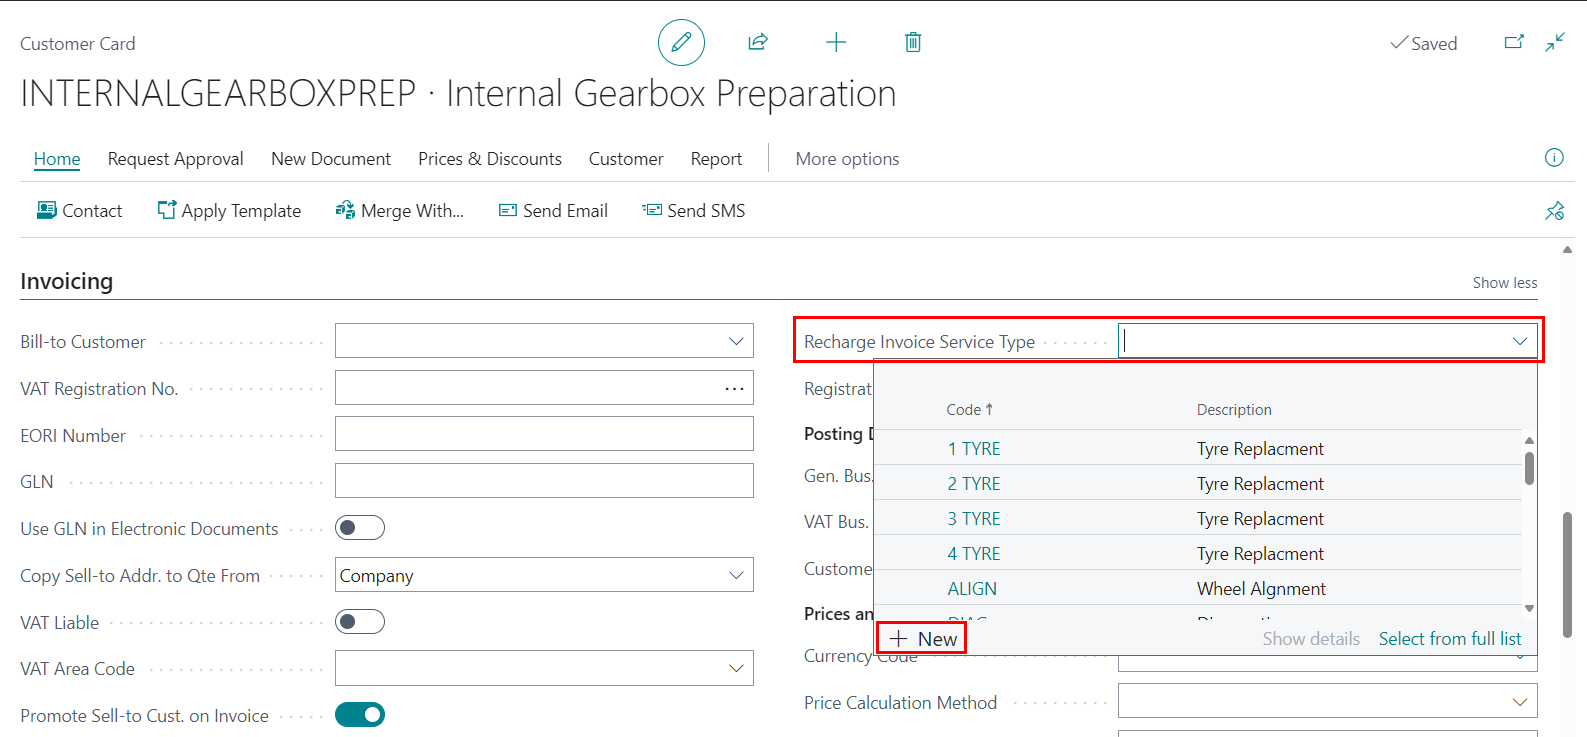 Customer Card
Saved
INTERNALGEARBOXPREP · Internal Gearbox Preparation
Home Request Approval New Document Prices & Discounts Customer Report More options
Contact Apply Template Merge With... Send Email Send SMS
Invoicing
Show less
Bill-to Customer
VAT Registration No.
EORI Number
GLN
Use GLN in Electronic Documents
Copy Sell-to Addr. to Qte From Company
VAT Liable
VAT Area Code
Promote Sell-to Cust. on Invoice
Recharge Invoice Service Type
Registrat
Posting
Gen. Bus.
VAT Bus.
Custome
Prices an
Currency Code
Price Calculation Method
Code Description
1 TYRE Tyre Replacment
2 TYRE Tyre Replacment
3 TYRE Tyre Replacment
4 TYRE Tyre Replacment
ALIGN Wheel Algnment
New Show details Select from full list